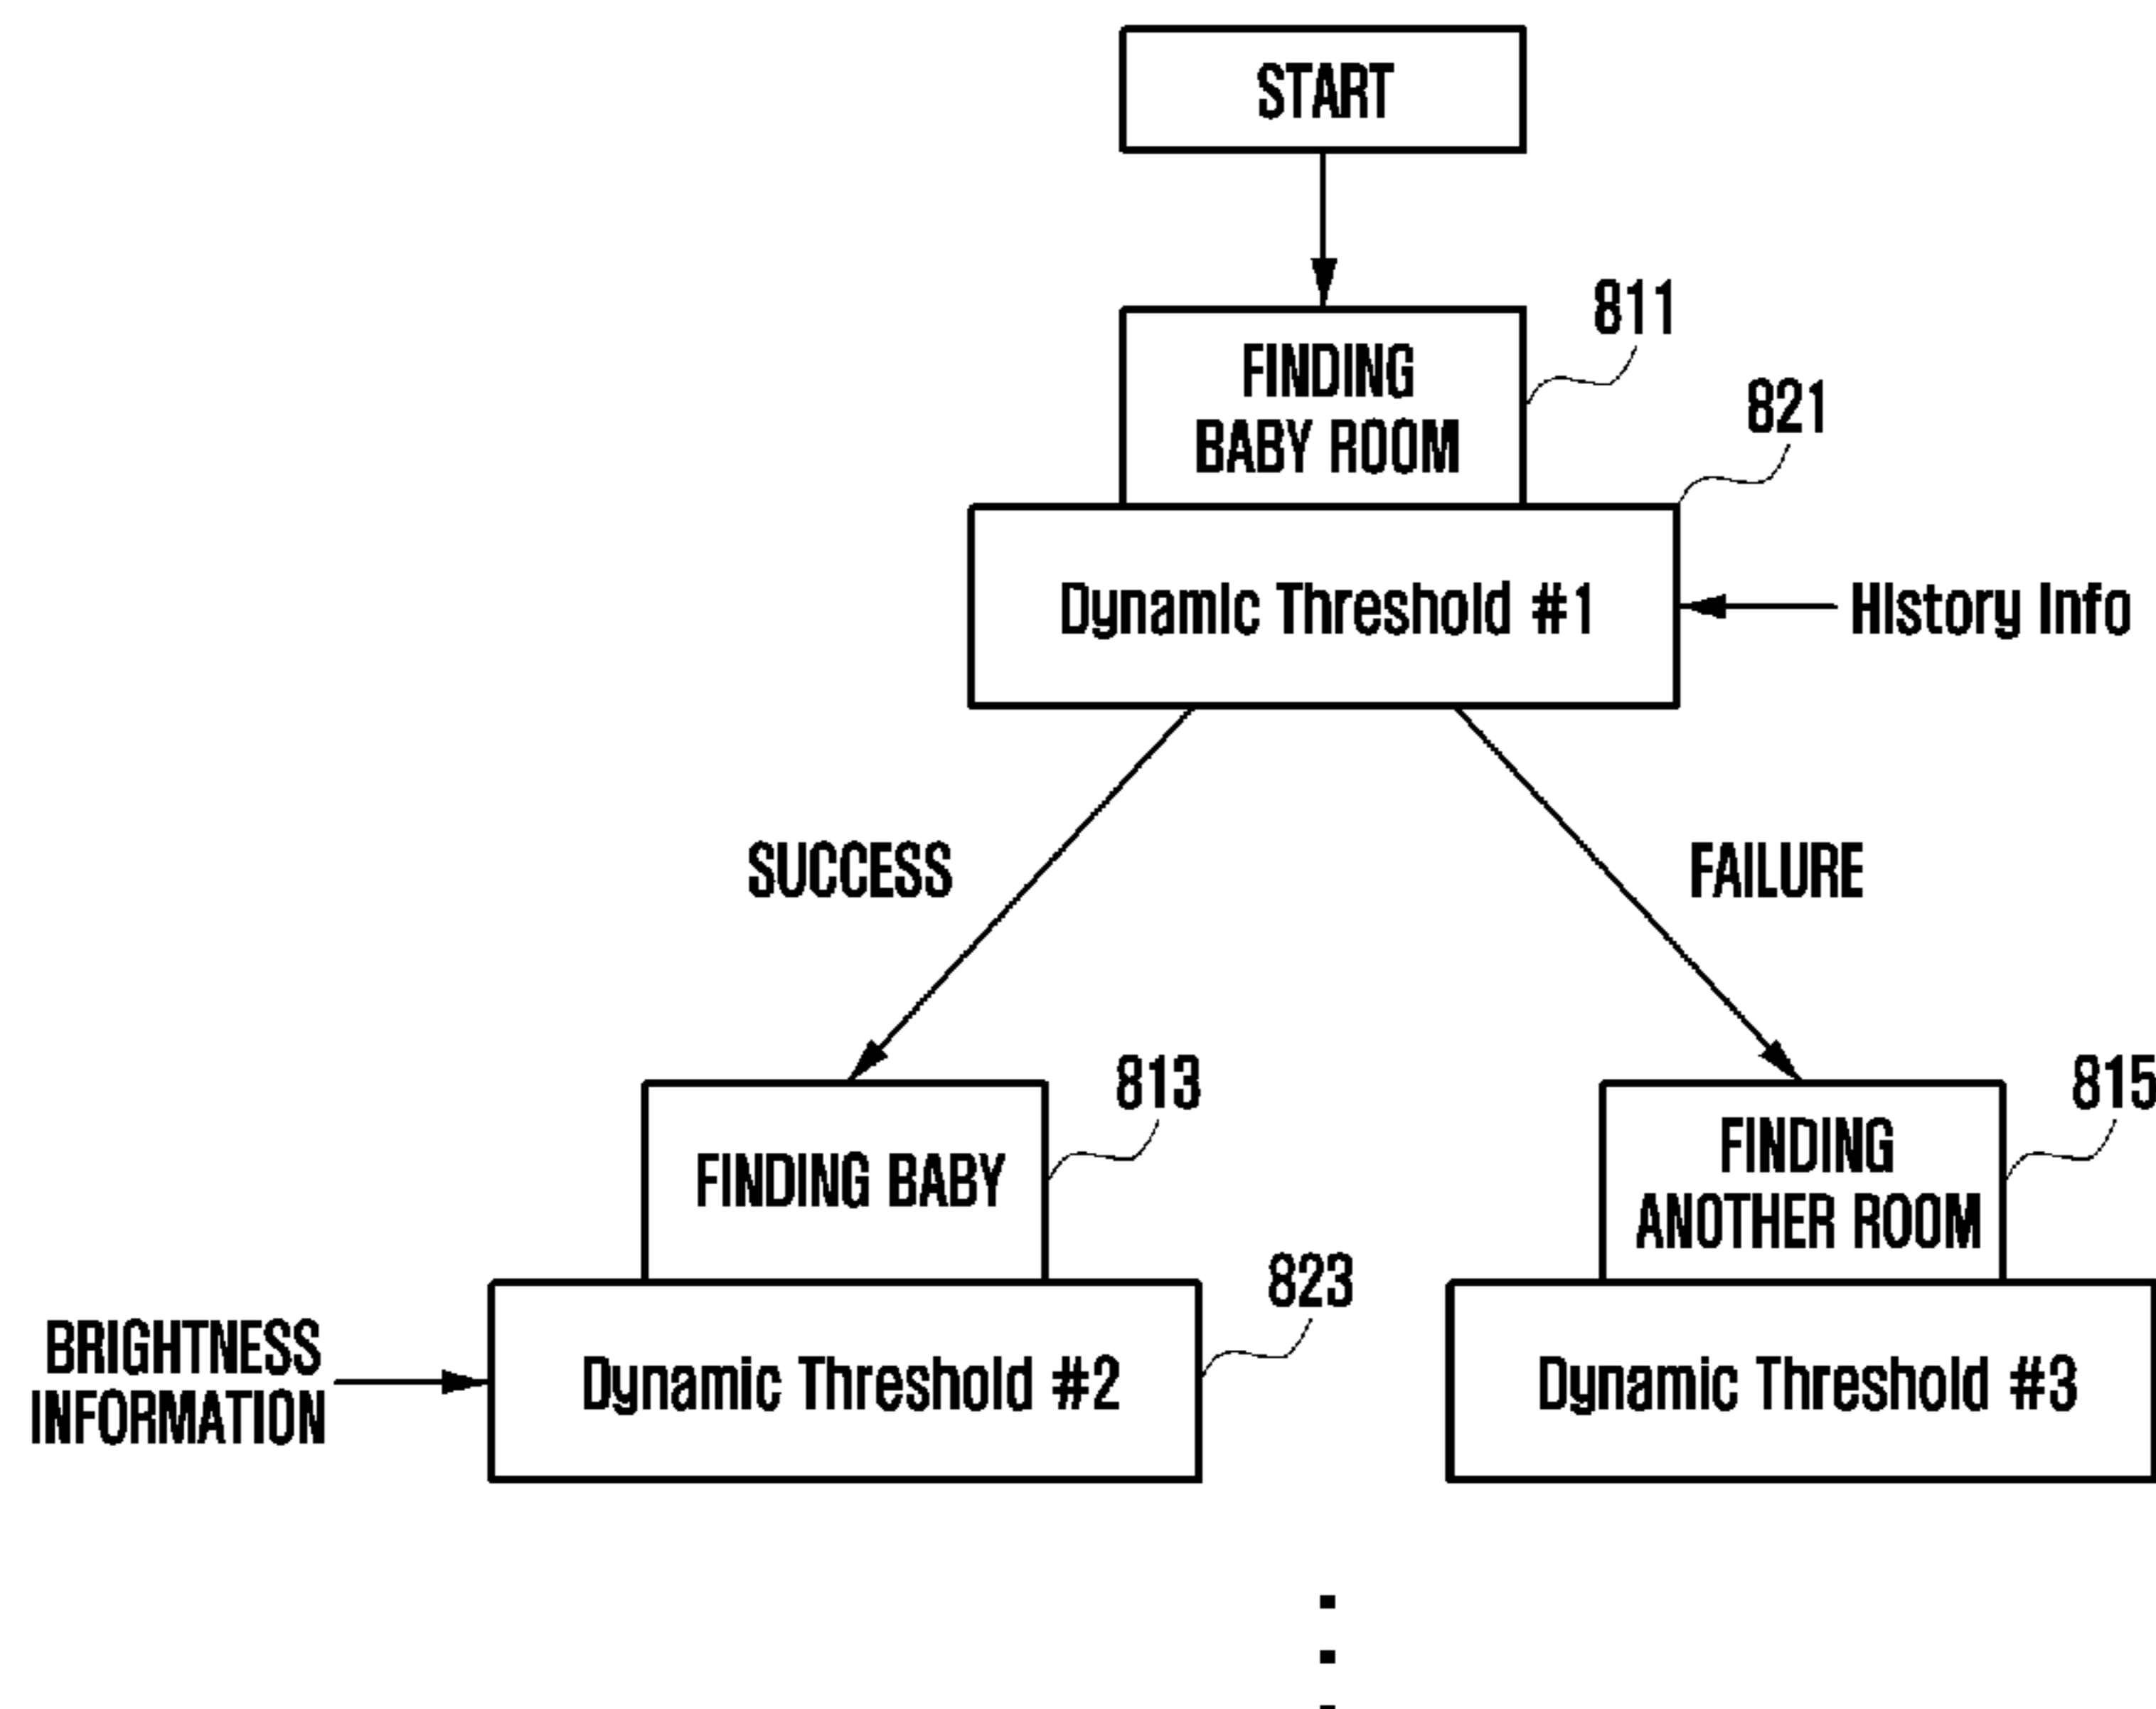 START
811
FINDING
BABY ROOM
821
Dynamic Threshold #1
History Info
SUCCESS
FAILURE
813
815
FINDING BABY
FINDING
ANOTHER ROOM
823
BRIGHTNESS
INFORMATION
Dynamic Threshold #2
Dynamic Threshold #3